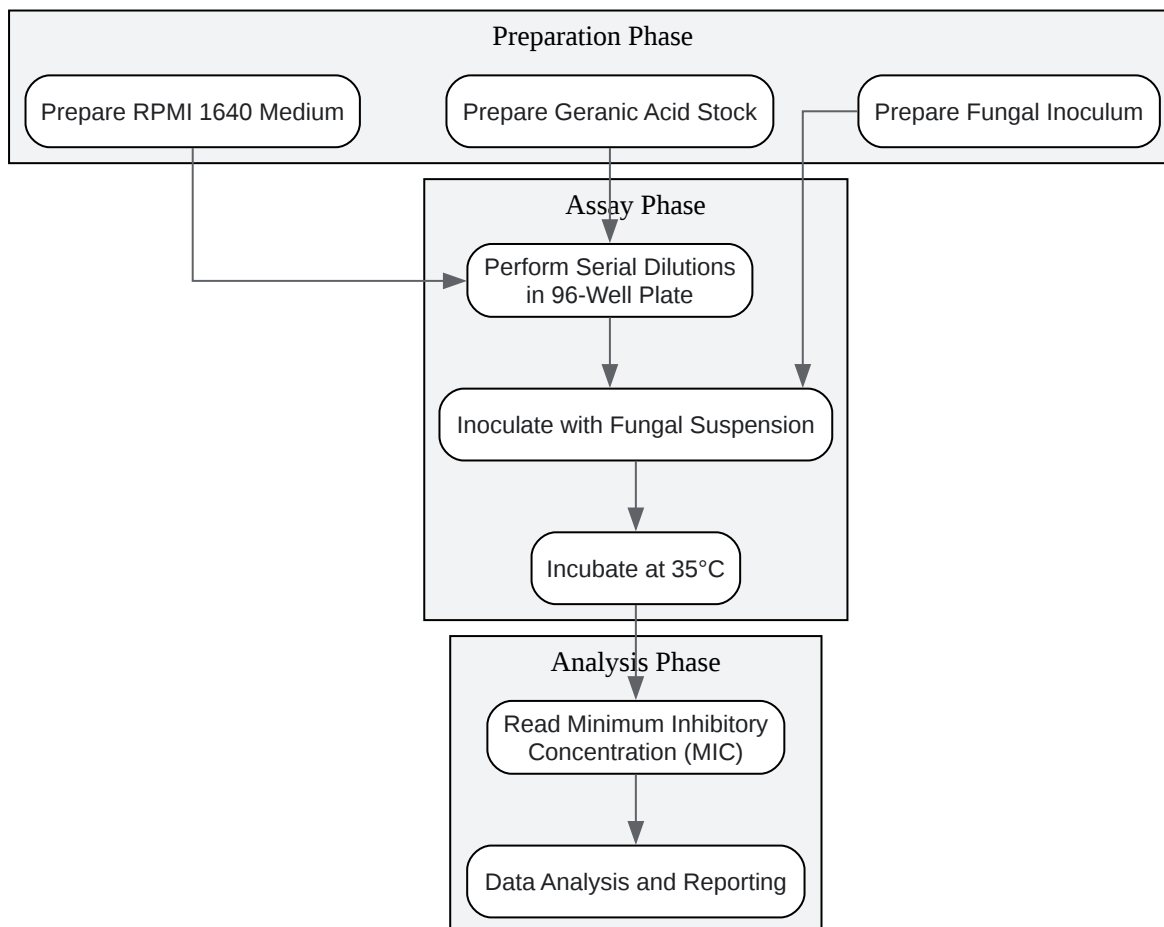 Preparation Phase
Prepare RPMI 1640 Medium
Prepare Geranic Acid Stock
Prepare Fungal Inoculum
Assay Phase
Perform Serial Dilutions
in 96-Well Plate
Inoculate with Fungal Suspension
Incubate at 35°C
Analysis Phase
Read Minimum Inhibitory
Concentration (MIC)
Data Analysis and Reporting